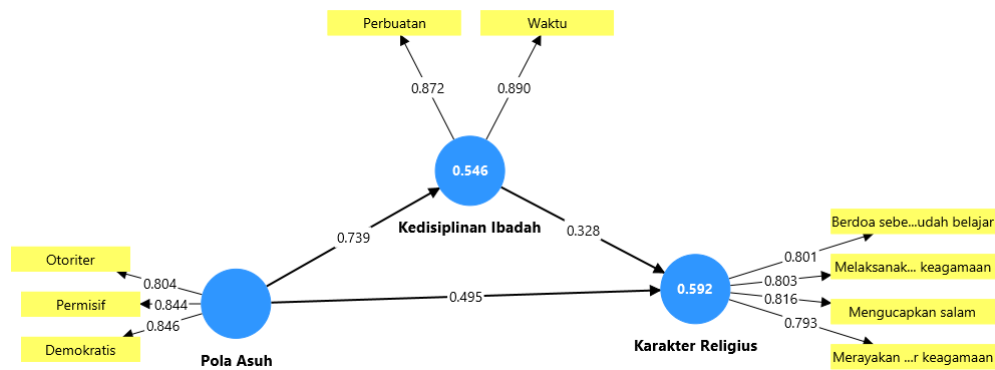 Perbuatan
Waktu
0.872
0.890
0.546
Kedisiplinan Ibadah
0.739
0.328
Otoriter
Permisif
Demokratis
0.804
0.844
0.846
Pola Asuh
0.495
0.592
Karakter Religius
0.801
0.803
0.816
0.793
Berdoa sebe...udah belajar
Melaksanak... keagamaan
Mengucapkan salam
Merayakan ...r keagamaan